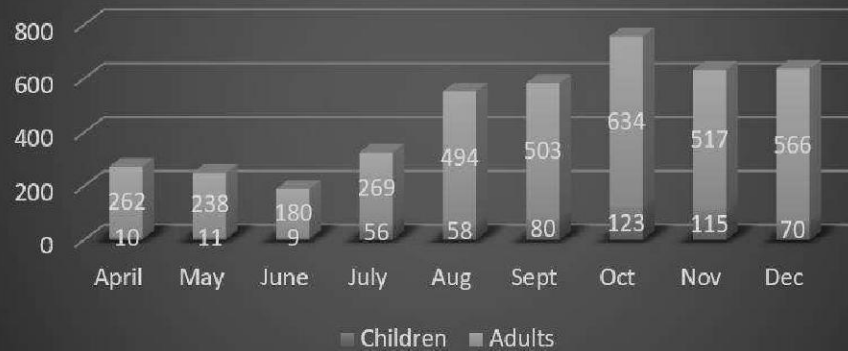 800
600
400
200
0
262 238 180 269 494 503 634 517 566
10 11 9 56 58 80 123 115 70
April May June July Aug Sept Oct Nov Dec
Children Adults